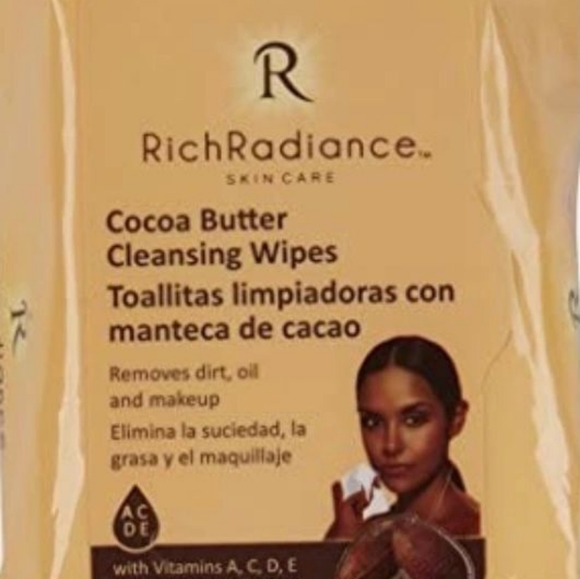 R
RichRadiance™
SKIN CARE
Cocoa Butter
Cleansing Wipes
Toallitas limpiadoras con
manteca de cacao
Removes dirt, oil
and makeup
Elimina la suciedad, la
grasa y el maquillaje
A C
D E
with Vitamins A, C, D, E